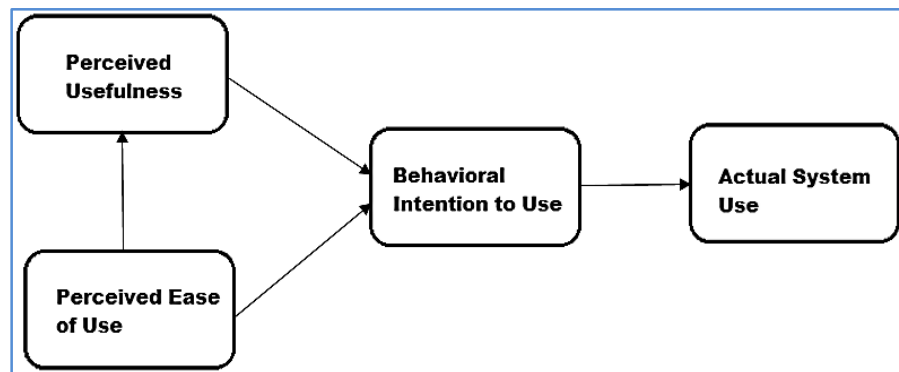 Perceived
Usefulness
Behavioral
Intention to Use
Actual System
Use
Perceived Ease
of Use